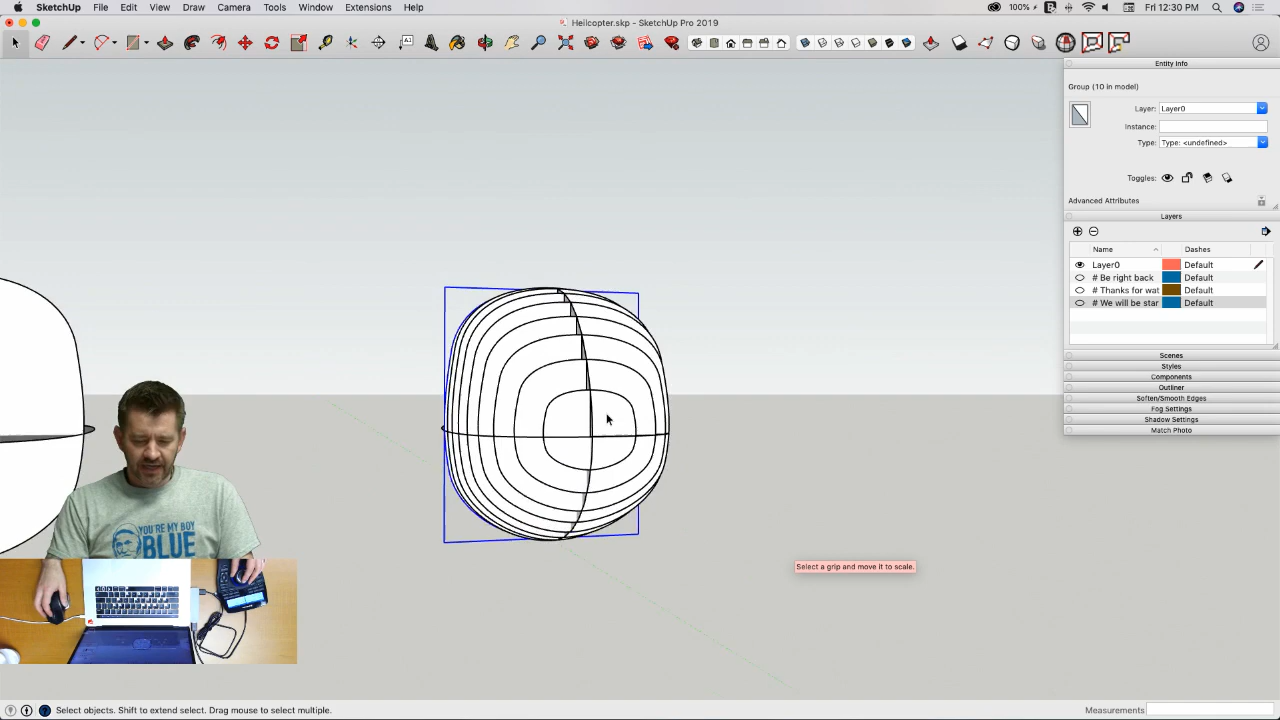 SketchUp File Edit View Draw Camera Tools Window Extensions Help 100% Fri 12:30 PM
Helicopter.skp - SketchUp Pro 2019
Entity Info
Group (10 in model)
Layer: Layer0
Instance:
Type: Type: <undefined>
Toggles:
Advanced Attributes
Layers
Name Dashes
Layer0 Default
# Be right back Default
# Thanks for wat Default
# We will be star Default
Scenes
Styles
Components
Outliner
Soften/Smooth Edges
Fog Settings
Shadow Settings
Match Photo
YOU'RE MY BOY
BLUE
Select a grip and move it to scale.
Select objects. Shift to extend select. Drag mouse to select multiple.
Measurements